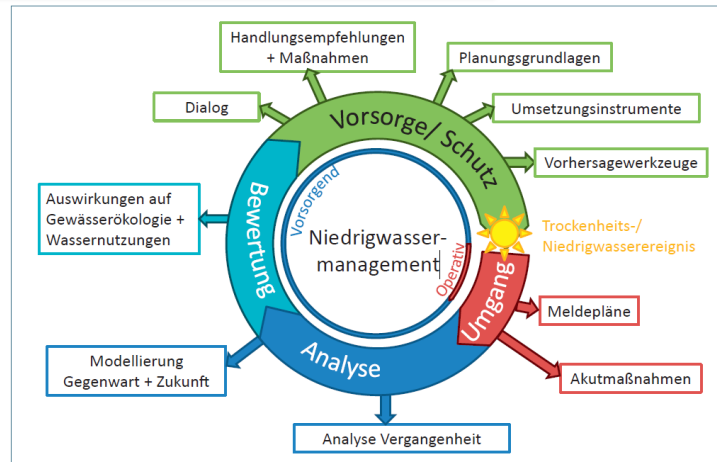 Handlungsempfehlungen
+ Maßnahmen
Planungsgrundlagen
Dialog
Umsetzungsinstrumente
Vorsorge/ Schutz
Vorhersagewerkzeuge
Auswirkungen auf
Gewässerökologie +
Wassernutzungen
Bewertung
Vorsorgend
Niedrigwasser-
management
Operativ
Trockenheits-/
Niedrigwasserereignis
Umgang
Meldepläne
Modellierung
Gegenwart + Zukunft
Analyse
Akutmaßnahmen
Analyse Vergangenheit